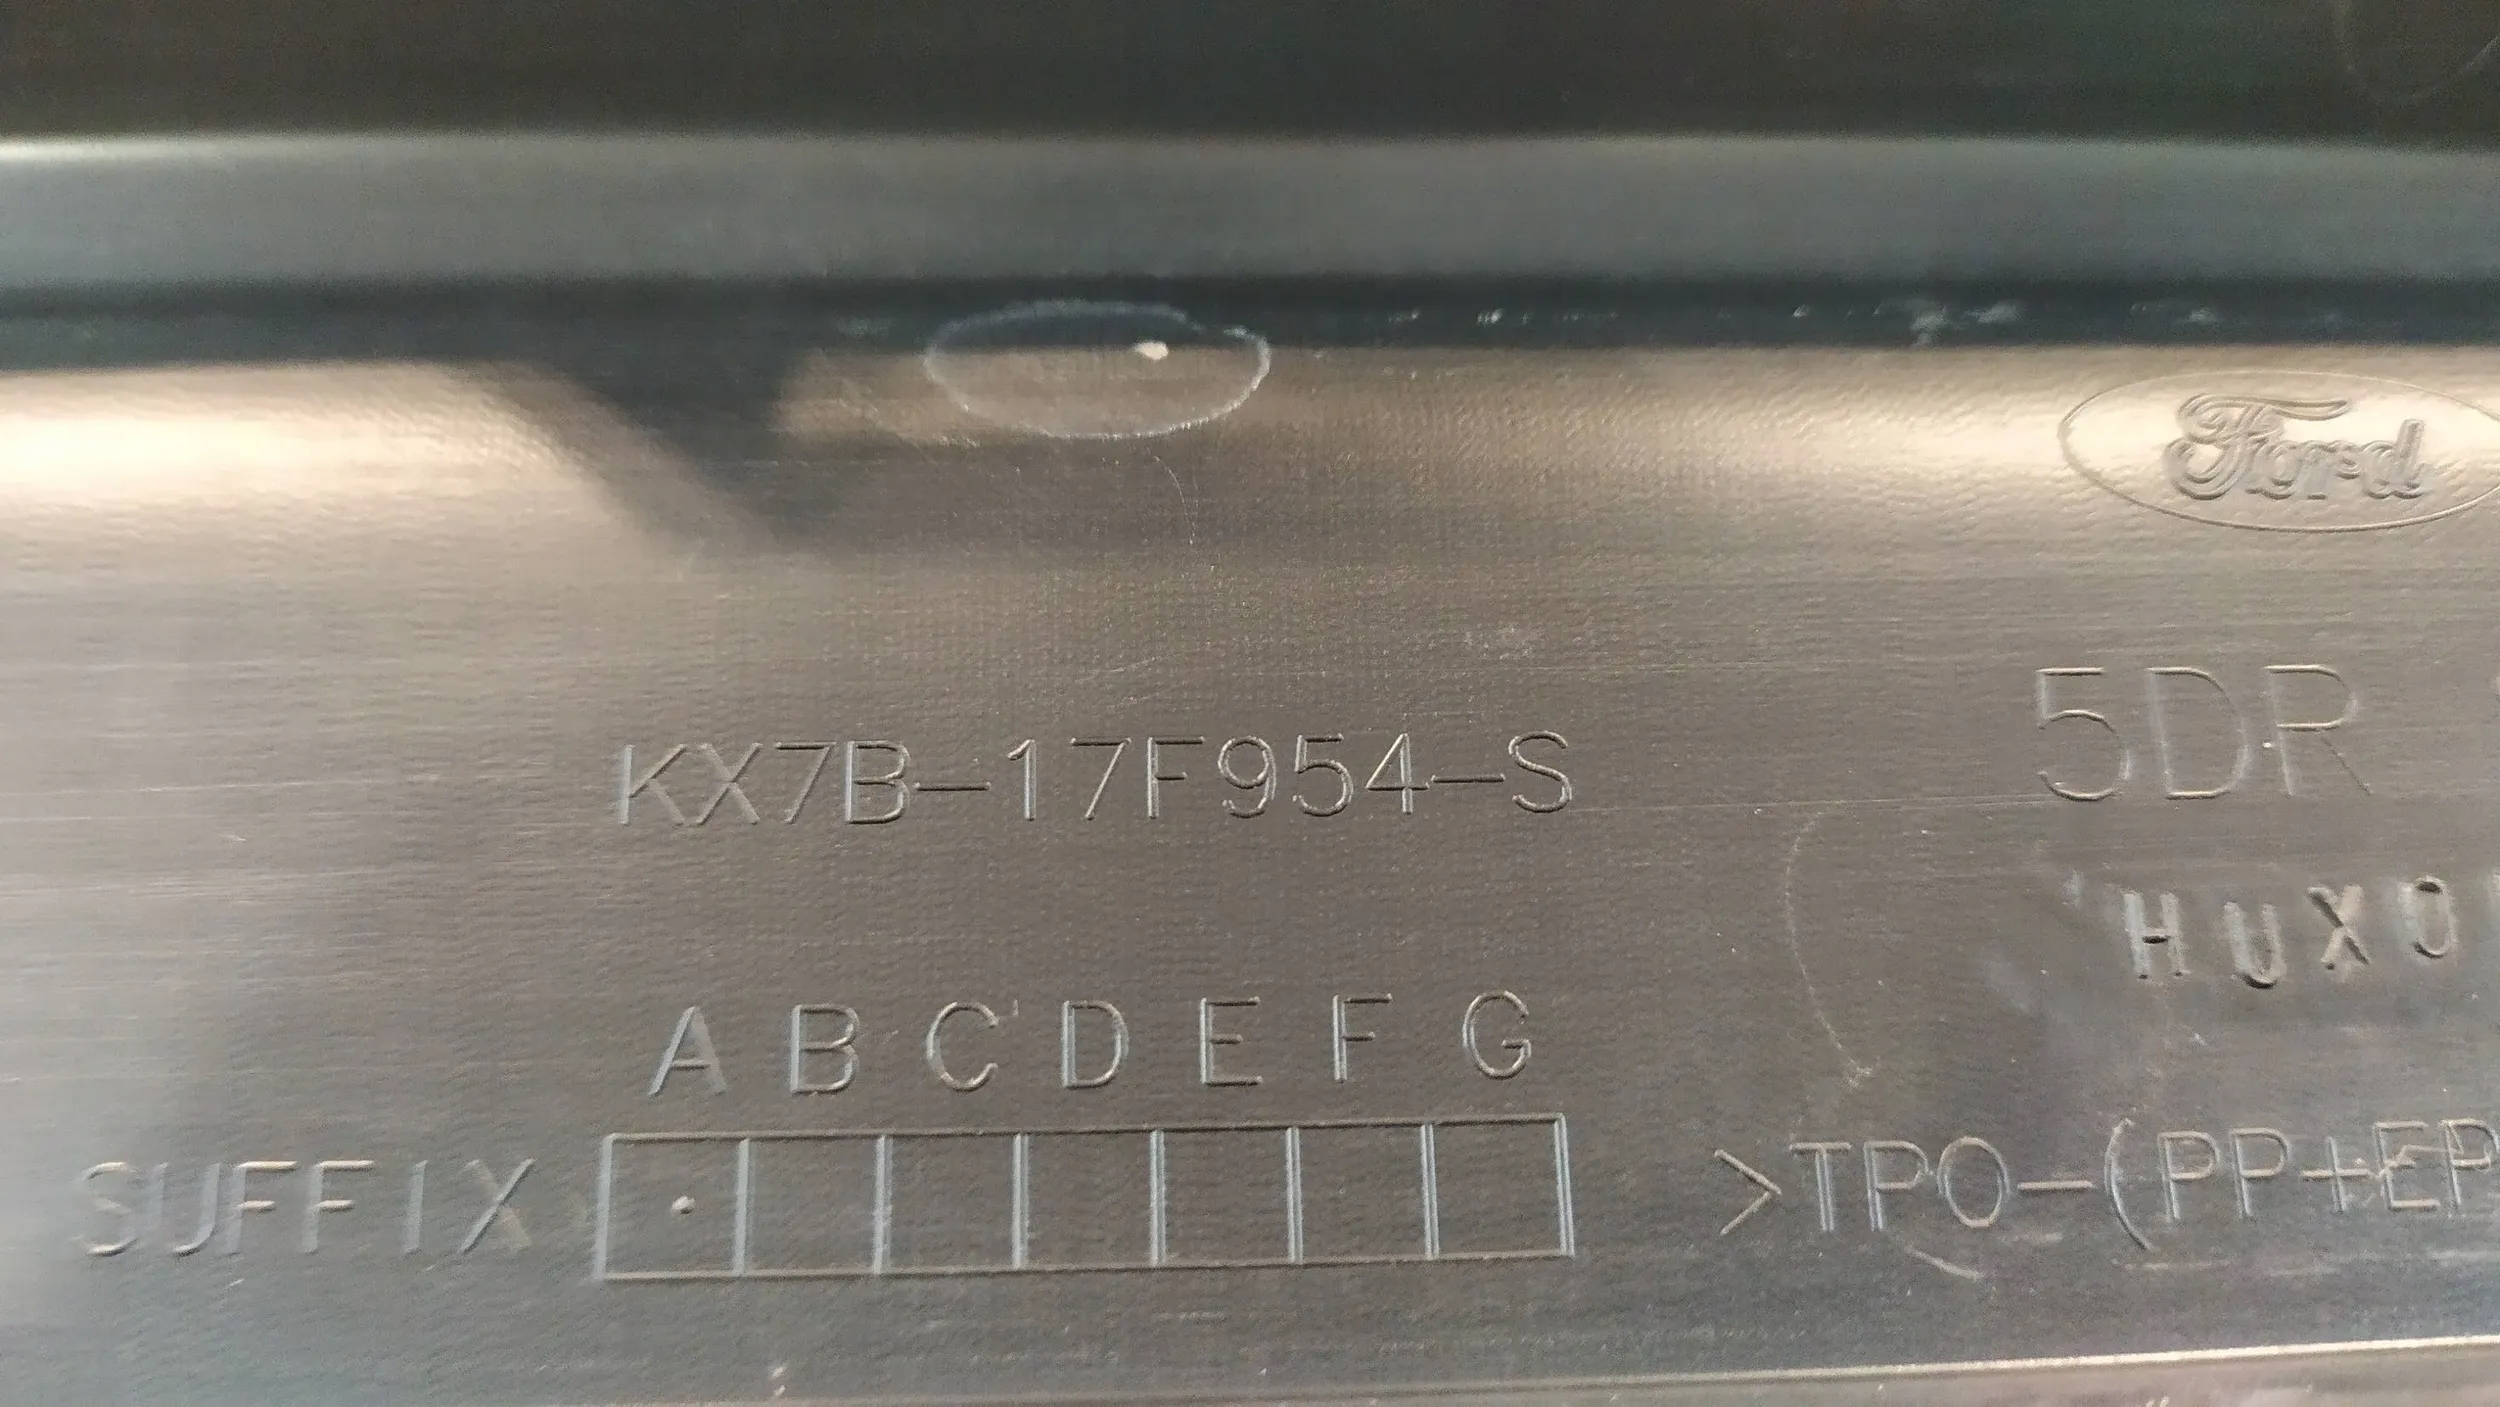 Ford
5DR
KX7B-17F954-S
HUXO
A B C D E F G
SUFFIX
>TPO-(PP+EP